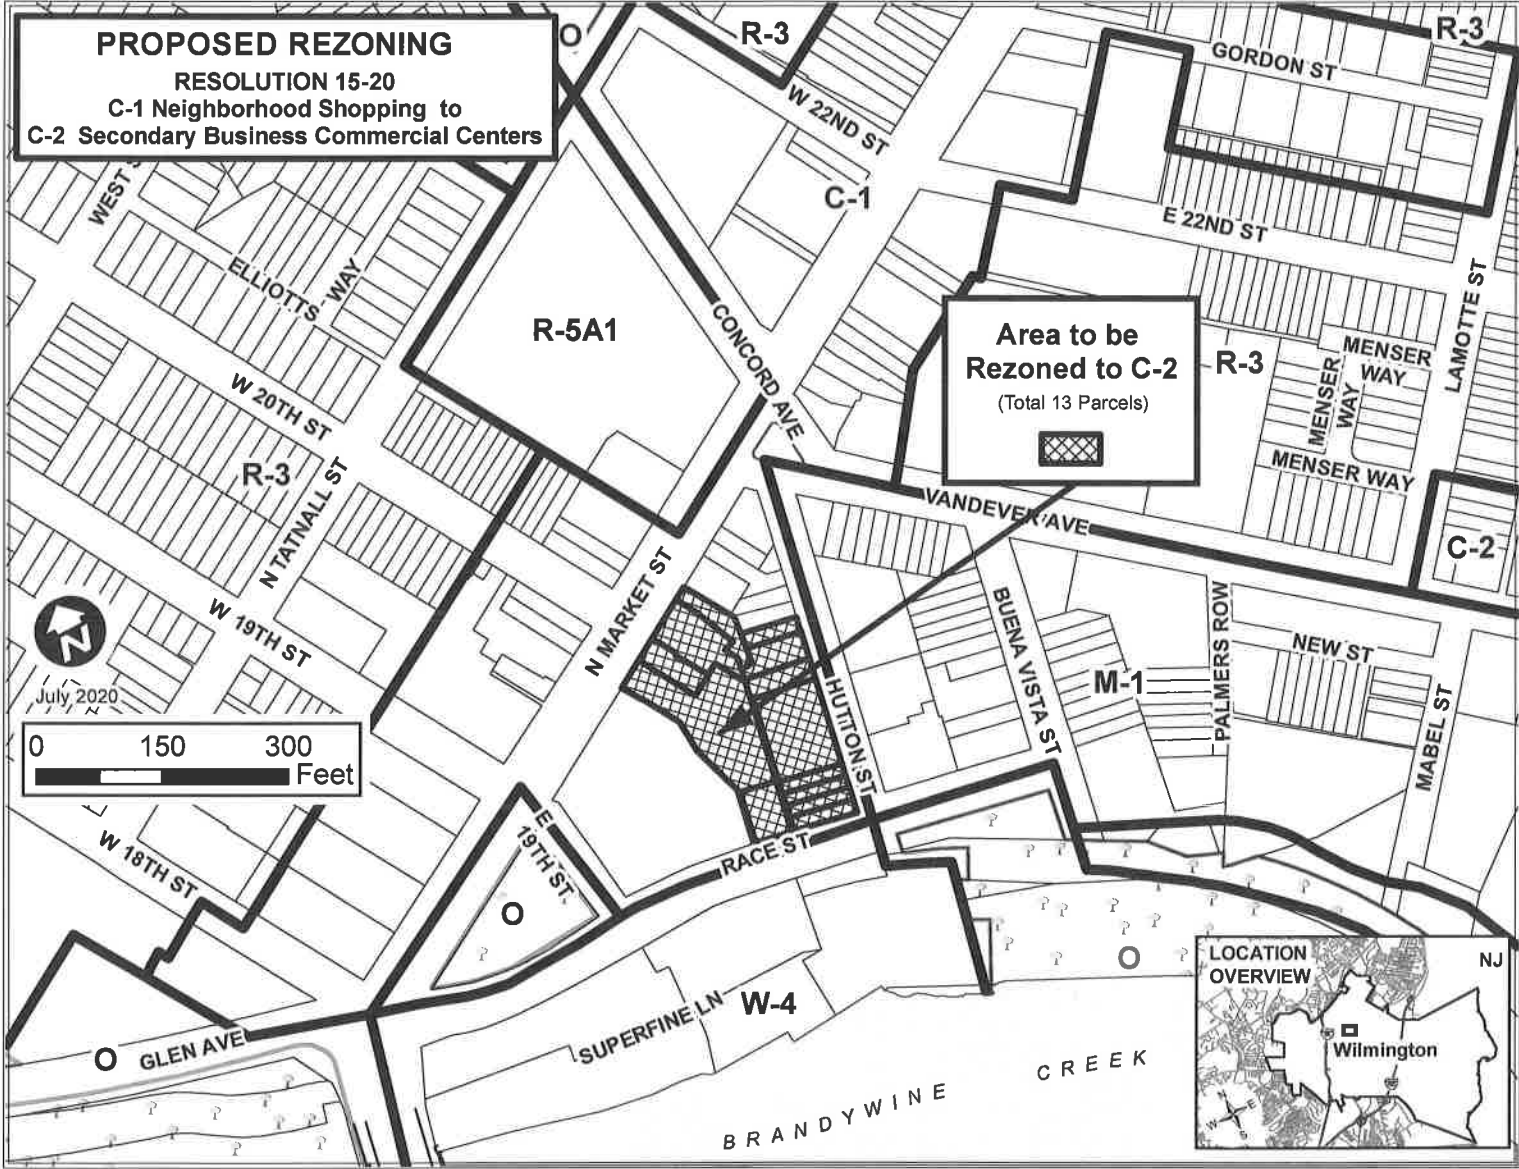 PROPOSED REZONING
RESOLUTION 15-20
C-1 Neighborhood Shopping to
C-2 Secondary Business Commercial Centers
O
R-3
R-3
GORDON ST
W 22ND ST
WEST S
C-1
E 22ND ST
ELLIOTTS WAY
LAMOTTE ST
R-5A1
CONCORD AVE
Area to be
Rezoned to C-2
(Total 13 Parcels)
R-3
MENSER
WAY
MENSER
WAY
W 20TH ST
R-3
N TATNALL ST
MENSER WAY
VANDEVER AVE
C-2
N MARKET ST
W 19TH ST
BUENA VISTA ST
PALMERS ROW
NEW ST
M-1
HUTTON ST
MABEL ST
N
July 2020
0 150 300
Feet
E
19TH ST
RACE ST
W 18TH ST
O
O
W-4
SUPERFINE LN
GLEN AVE
O
BRANDYWINE CREEK
LOCATION
OVERVIEW
NJ
Wilmington
N
E
W
S